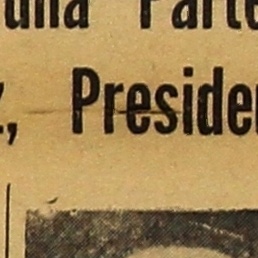 una Parte
z, Presiden